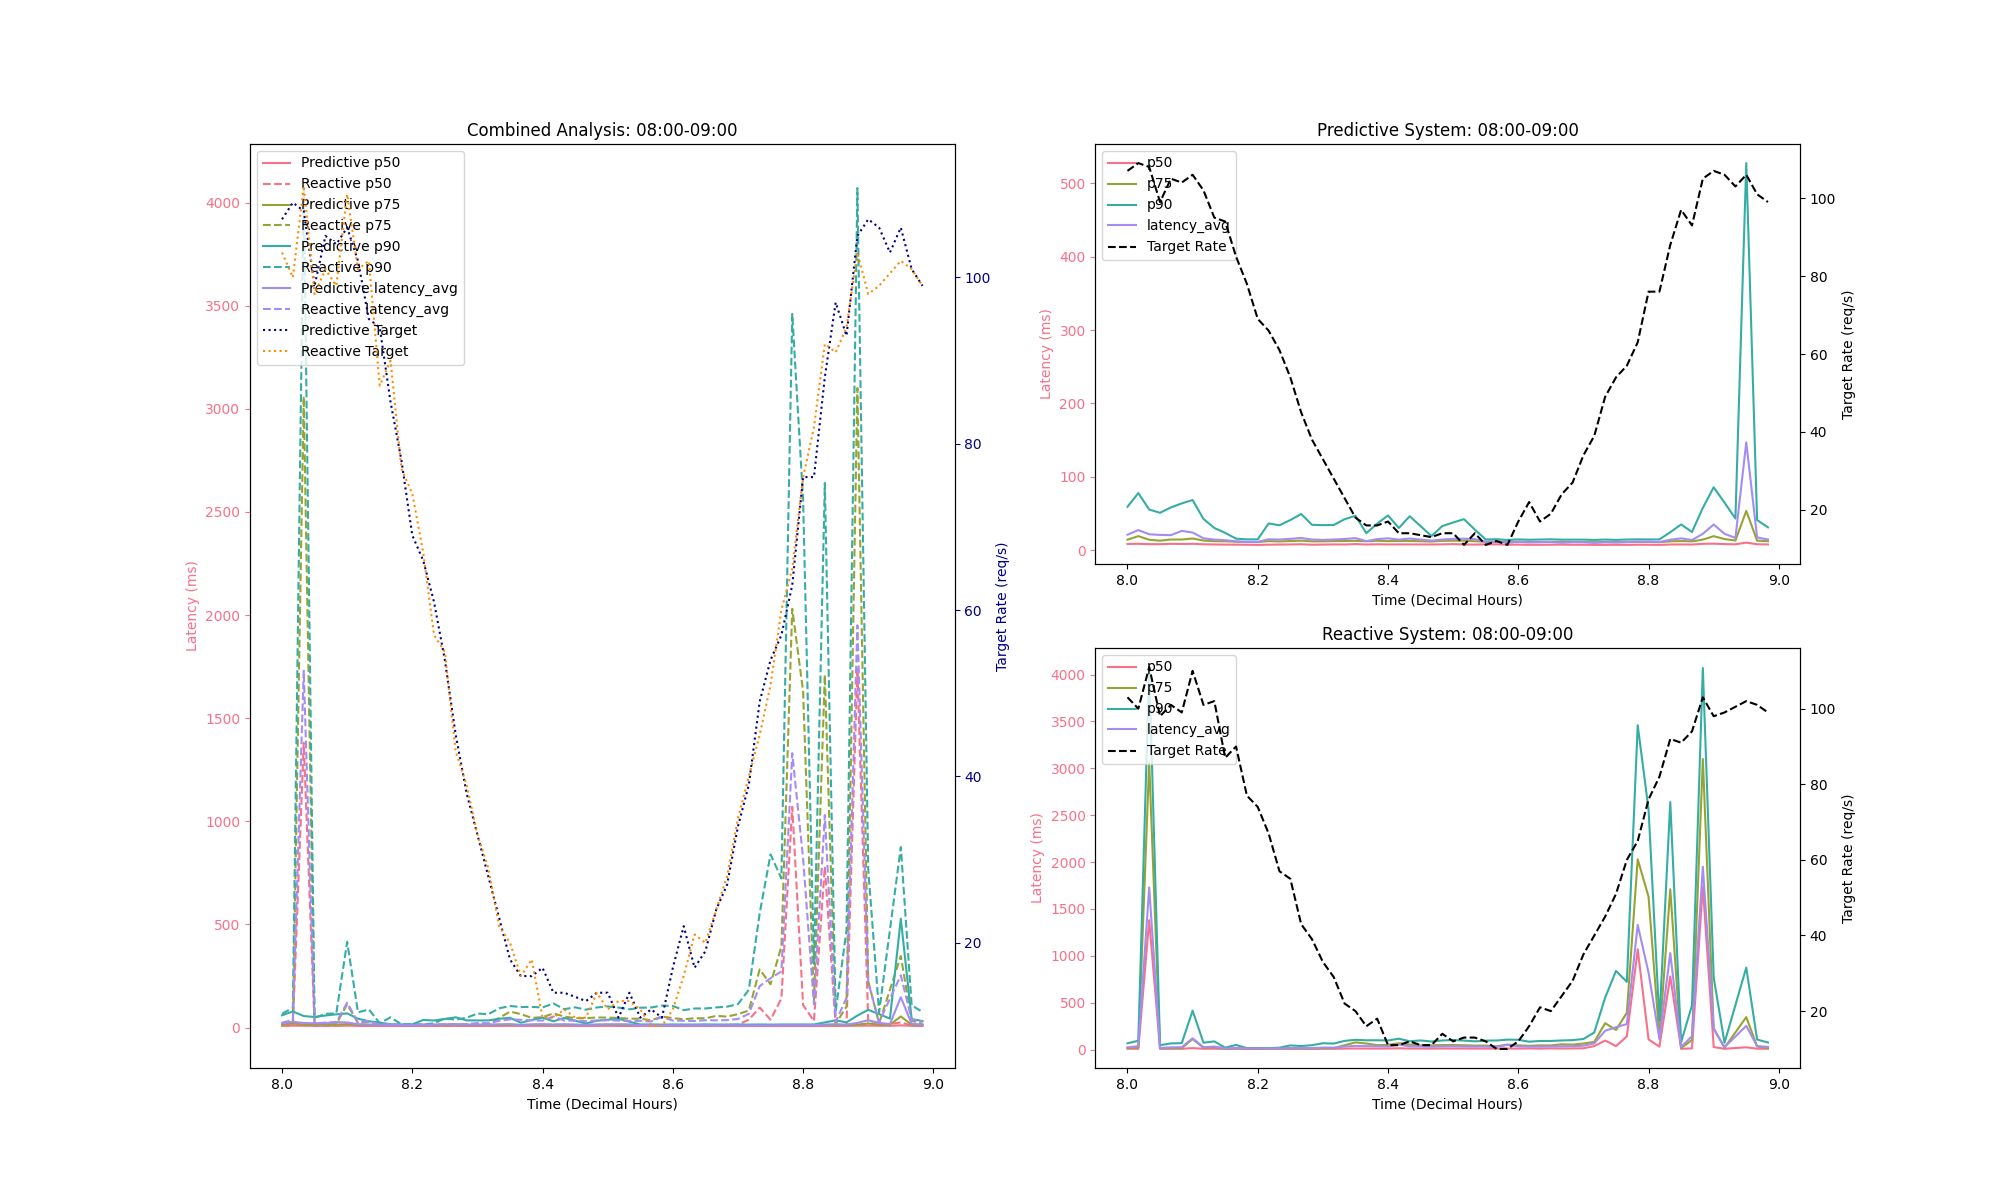 Combined Analysis: 08:00-09:00
Predictive p50
Reactive p50
Predictive p75
Reactive p75
Predictive p90
Reactive p90
Predictive latency_avg
Reactive latency_avg
Predictive Target
Reactive Target
4000
3500
3000
2500
2000
1500
1000
500
0
Latency (ms)
100
80
60
40
20
Target Rate (req/s)
8.0 8.2 8.4 8.6 8.8 9.0
Time (Decimal Hours)
Predictive System: 08:00-09:00
p50
p75
p90
latency_avg
Target Rate
500
400
300
200
100
0
Latency (ms)
100
80
60
40
20
Target Rate (req/s)
8.0 8.2 8.4 8.6 8.8 9.0
Time (Decimal Hours)
Reactive System: 08:00-09:00
p50
p75
p90
latency_avg
Target Rate
4000
3500
3000
2500
2000
1500
1000
500
0
Latency (ms)
100
80
60
40
20
Target Rate (req/s)
8.0 8.2 8.4 8.6 8.8 9.0
Time (Decimal Hours)